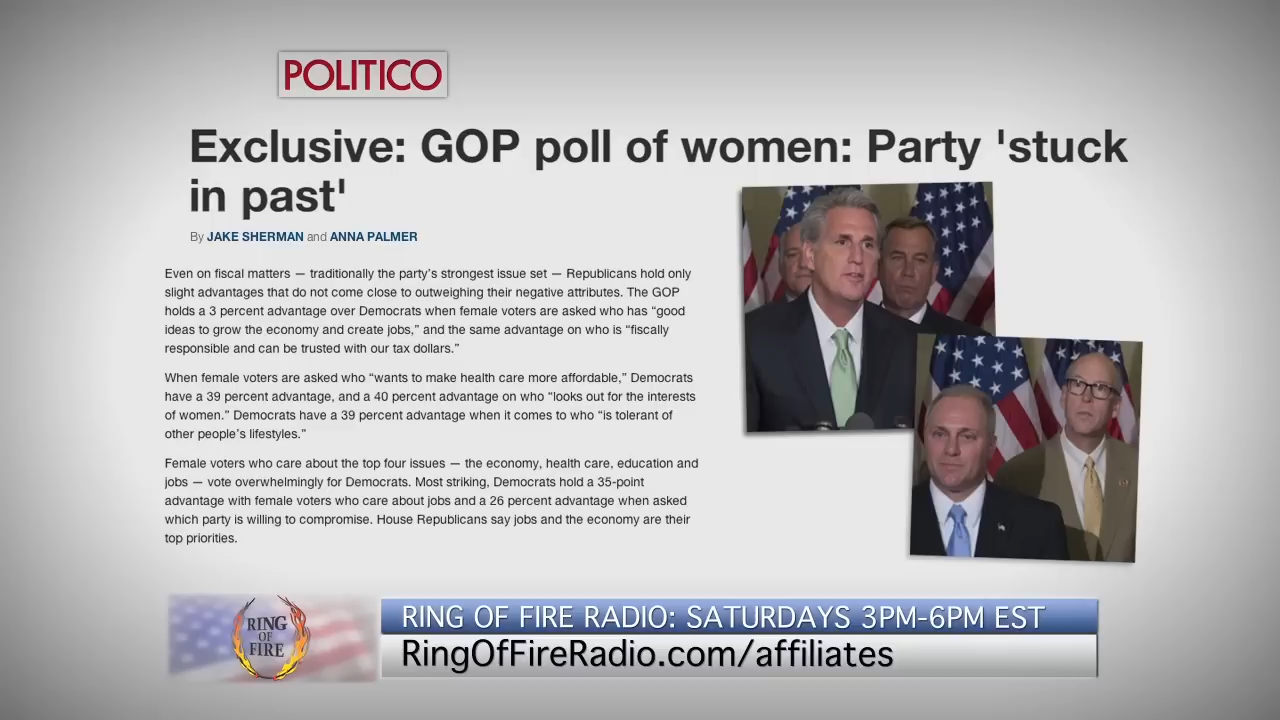 POLITICO
Exclusive: GOP poll of women: Party 'stuck
in past'
By JAKE SHERMAN and ANNA PALMER
Even on fiscal matters — traditionally the party's strongest issue set — Republicans hold only
slight advantages that do not come close to outweighing their negative attributes. The GOP
holds a 3 percent advantage over Democrats when female voters are asked who has “good
ideas to grow the economy and create jobs,” and the same advantage on who is “fiscally
responsible and can be trusted with our tax dollars.”
When female voters are asked who “wants to make health care more affordable,” Democrats
have a 39 percent advantage, and a 40 percent advantage on who “looks out for the interests
of women.” Democrats have a 39 percent advantage when it comes to who “is tolerant of
other people's lifestyles.”
Female voters who care about the top four issues — the economy, health care, education and
jobs — vote overwhelmingly for Democrats. Most striking, Democrats hold a 35-point
advantage with female voters who care about jobs and a 26 percent advantage when asked
which party is willing to compromise. House Republicans say jobs and the economy are their
top priorities.
RING
OF
FIRE
RING OF FIRE RADIO: SATURDAYS 3PM-6PM EST
RingOfFireRadio.com/affiliates